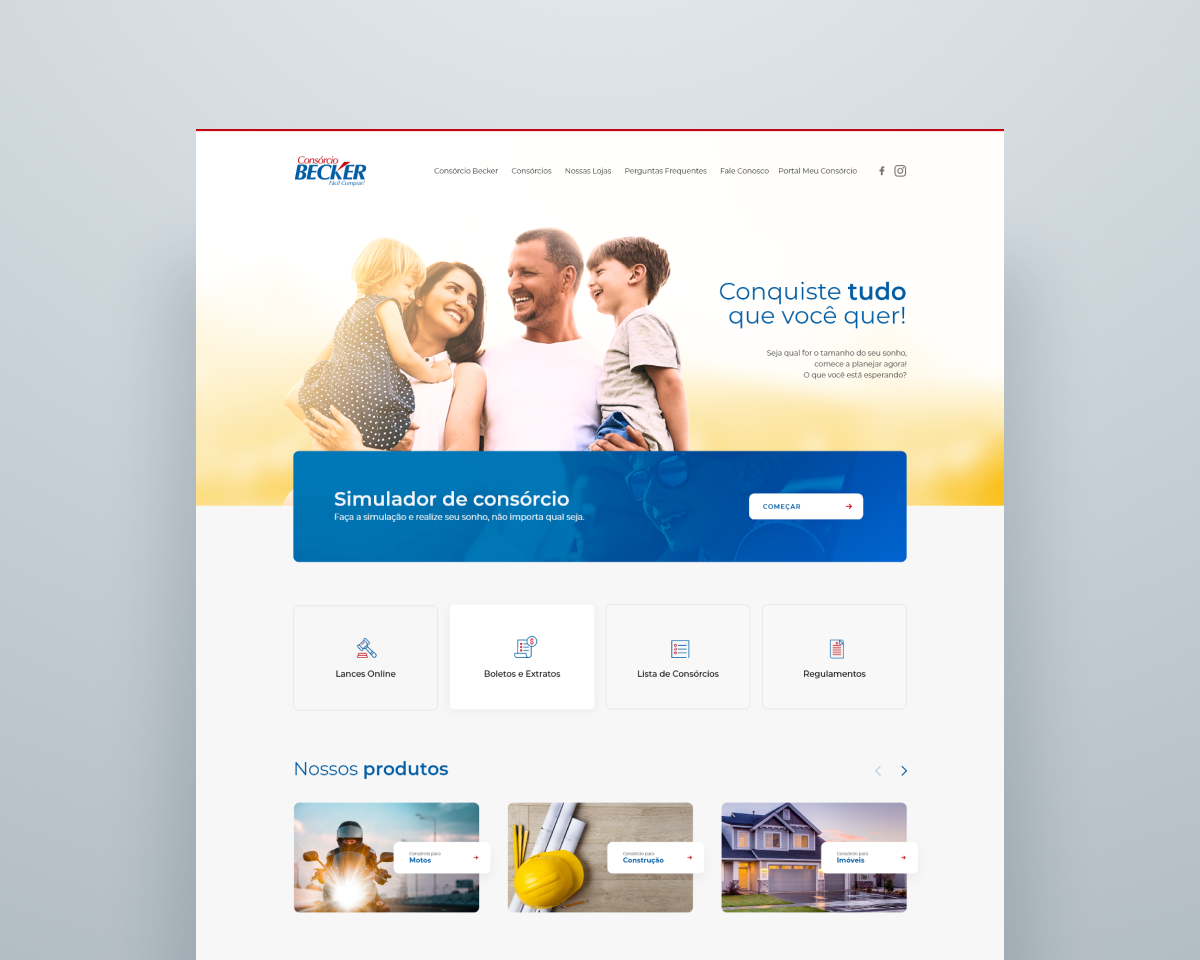 Consórcio
BECKER
Fácil Comprar!
Consórcio Becker
Consórcios
Nossas Lojas
Perguntas Frequentes
Fale Conosco
Portal Meu Consórcio
Conquiste tudo
que você quer!
Seja qual for o tamanho do seu sonho,
comece a planejar agora!
O que você está esperando?
Simulador de consórcio
Faça a simulação e realize seu sonho, não importa qual seja.
COMEÇAR
Lances Online
Boletos e Extratos
Lista de Consórcios
Regulamentos
Nossos produtos
Consórcio para
Motos
Consórcio para
Construção
Consórcio para
Imóveis